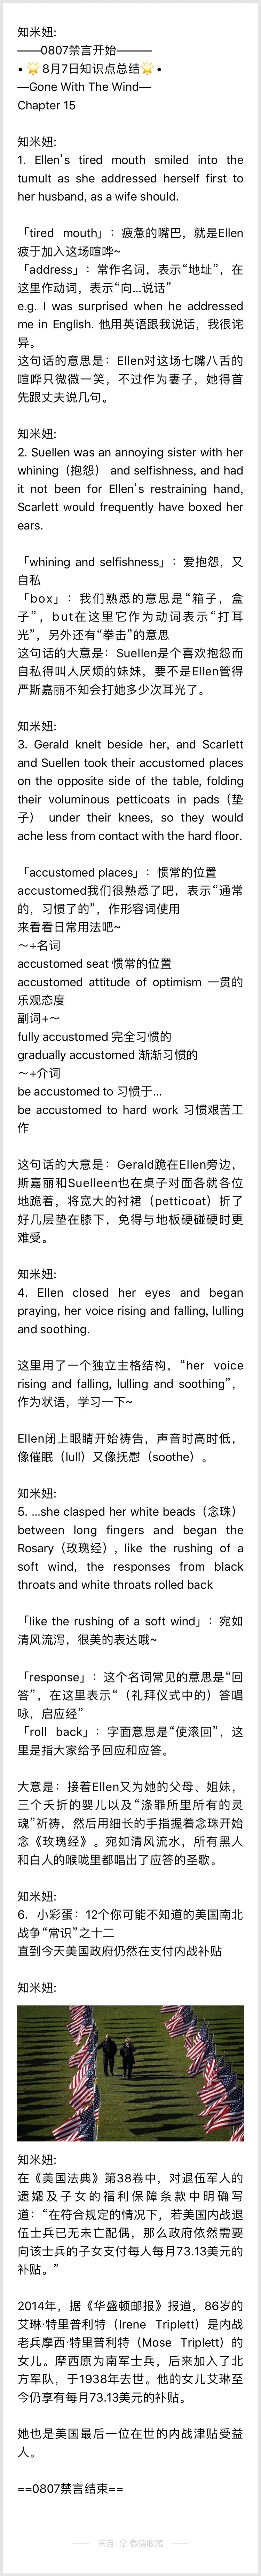 知米妞:
——0807禁言开始———
•🌟8月7日知识点总结🌟•
—Gone With The Wind—
Chapter 15
知米妞:
1. Ellen's tired mouth smiled into the
tumult as she addressed herself first to
her husband, as a wife should.
「tired mouth」：疲惫的嘴巴，就是Ellen
疲于加入这场喧哗~
「address」：常作名词，表示“地址”，在
这里作动词，表示“向...说话”
e.g. I was surprised when he addressed
me in English. 他用英语跟我说话，我很诧
异。
这句话的意思是：Ellen对这场七嘴八舌的
喧哗只微微一笑，不过作为妻子，她得首
先跟丈夫说几句。
知米妞:
2. Suellen was an annoying sister with her
whining（抱怨） and selfishness, and had
it not been for Ellen's restraining hand,
Scarlett would frequently have boxed her
ears.
「whining and selfishness」：爱抱怨，又
自私
「box」：我们熟悉的意思是“箱子，盒
子”，but在这里它作为动词表示“打耳
光”，另外还有“拳击”的意思
这句话的大意是：Suellen是个喜欢抱怨而
自私得叫人厌烦的妹妹，要不是Ellen管得
严斯嘉丽不知会打她多少次耳光了。
知米妞:
3. Gerald knelt beside her, and Scarlett
and Suellen took their accustomed places
on the opposite side of the table, folding
their voluminous petticoats in pads（垫
子） under their knees, so they would
ache less from contact with the hard floor.
「accustomed places」：惯常的位置
accustomed我们很熟悉了吧，表示“通常
的，习惯了的”，作形容词使用
来看看日常用法吧~
～+名词
accustomed seat 惯常的位置
accustomed attitude of optimism 一贯的
乐观态度
副词+～
fully accustomed 完全习惯的
gradually accustomed 渐渐习惯的
～+介词
be accustomed to 习惯于...
be accustomed to hard work 习惯艰苦工
作
这句话的大意是：Gerald跪在Ellen旁边，
斯嘉丽和Suelleen也在桌子对面各就各位
地跪着，将宽大的衬裙（petticoat）折了
好几层垫在膝下，免得与地板硬碰硬时更
难受。
知米妞:
4. Ellen closed her eyes and began
praying, her voice rising and falling, lulling
and soothing.
这里用了一个独立主格结构，“her voice
rising and falling, lulling and soothing”，
作为状语，学习一下~
Ellen闭上眼睛开始祷告，声音时高时低，
像催眠（lull）又像抚慰（soothe）。
知米妞:
5. ...she clasped her white beads（念珠）
between long fingers and began the
Rosary（玫瑰经）, like the rushing of a
soft wind, the responses from black
throats and white throats rolled back
「like the rushing of a soft wind」：宛如
清风流泻，很美的表达哦~
「response」：这个名词常见的意思是“回
答”，在这里表示“（礼拜仪式中的）答唱
咏，启应经”
「roll back」：字面意思是“使滚回”，这
里是指大家给予回应和应答。
大意是：接着Ellen又为她的父母、姐妹，
三个夭折的婴儿以及“涤罪所里所有的灵
魂”祈祷，然后用细长的手指握着念珠开始
念《玫瑰经》。宛如清风流水，所有黑人
和白人的喉咙里都唱出了应答的圣歌。
知米妞:
6. 小彩蛋：12个你可能不知道的美国南北
战争“常识”之十二
直到今天美国政府仍然在支付内战补贴
知米妞:
知米妞:
在《美国法典》第38卷中，对退伍军人的
遗孀及子女的福利保障条款中明确写
道：“在符合规定的情况下，若美国内战退
伍士兵已无未亡配偶，那么政府依然需要
向该士兵的子女支付每人每月73.13美元的
补贴。”
2014年，据《华盛顿邮报》报道，86岁的
艾琳·特里普利特（Irene Triplett）是内战
老兵摩西·特里普利特（Mose Triplett）的
女儿。摩西原为南军士兵，后来加入了北
方军队，于1938年去世。他的女儿艾琳至
今仍享有每月73.13美元的补贴。
她也是美国最后一位在世的内战津贴受益
人。
==0807禁言结束==
来自 微信收藏